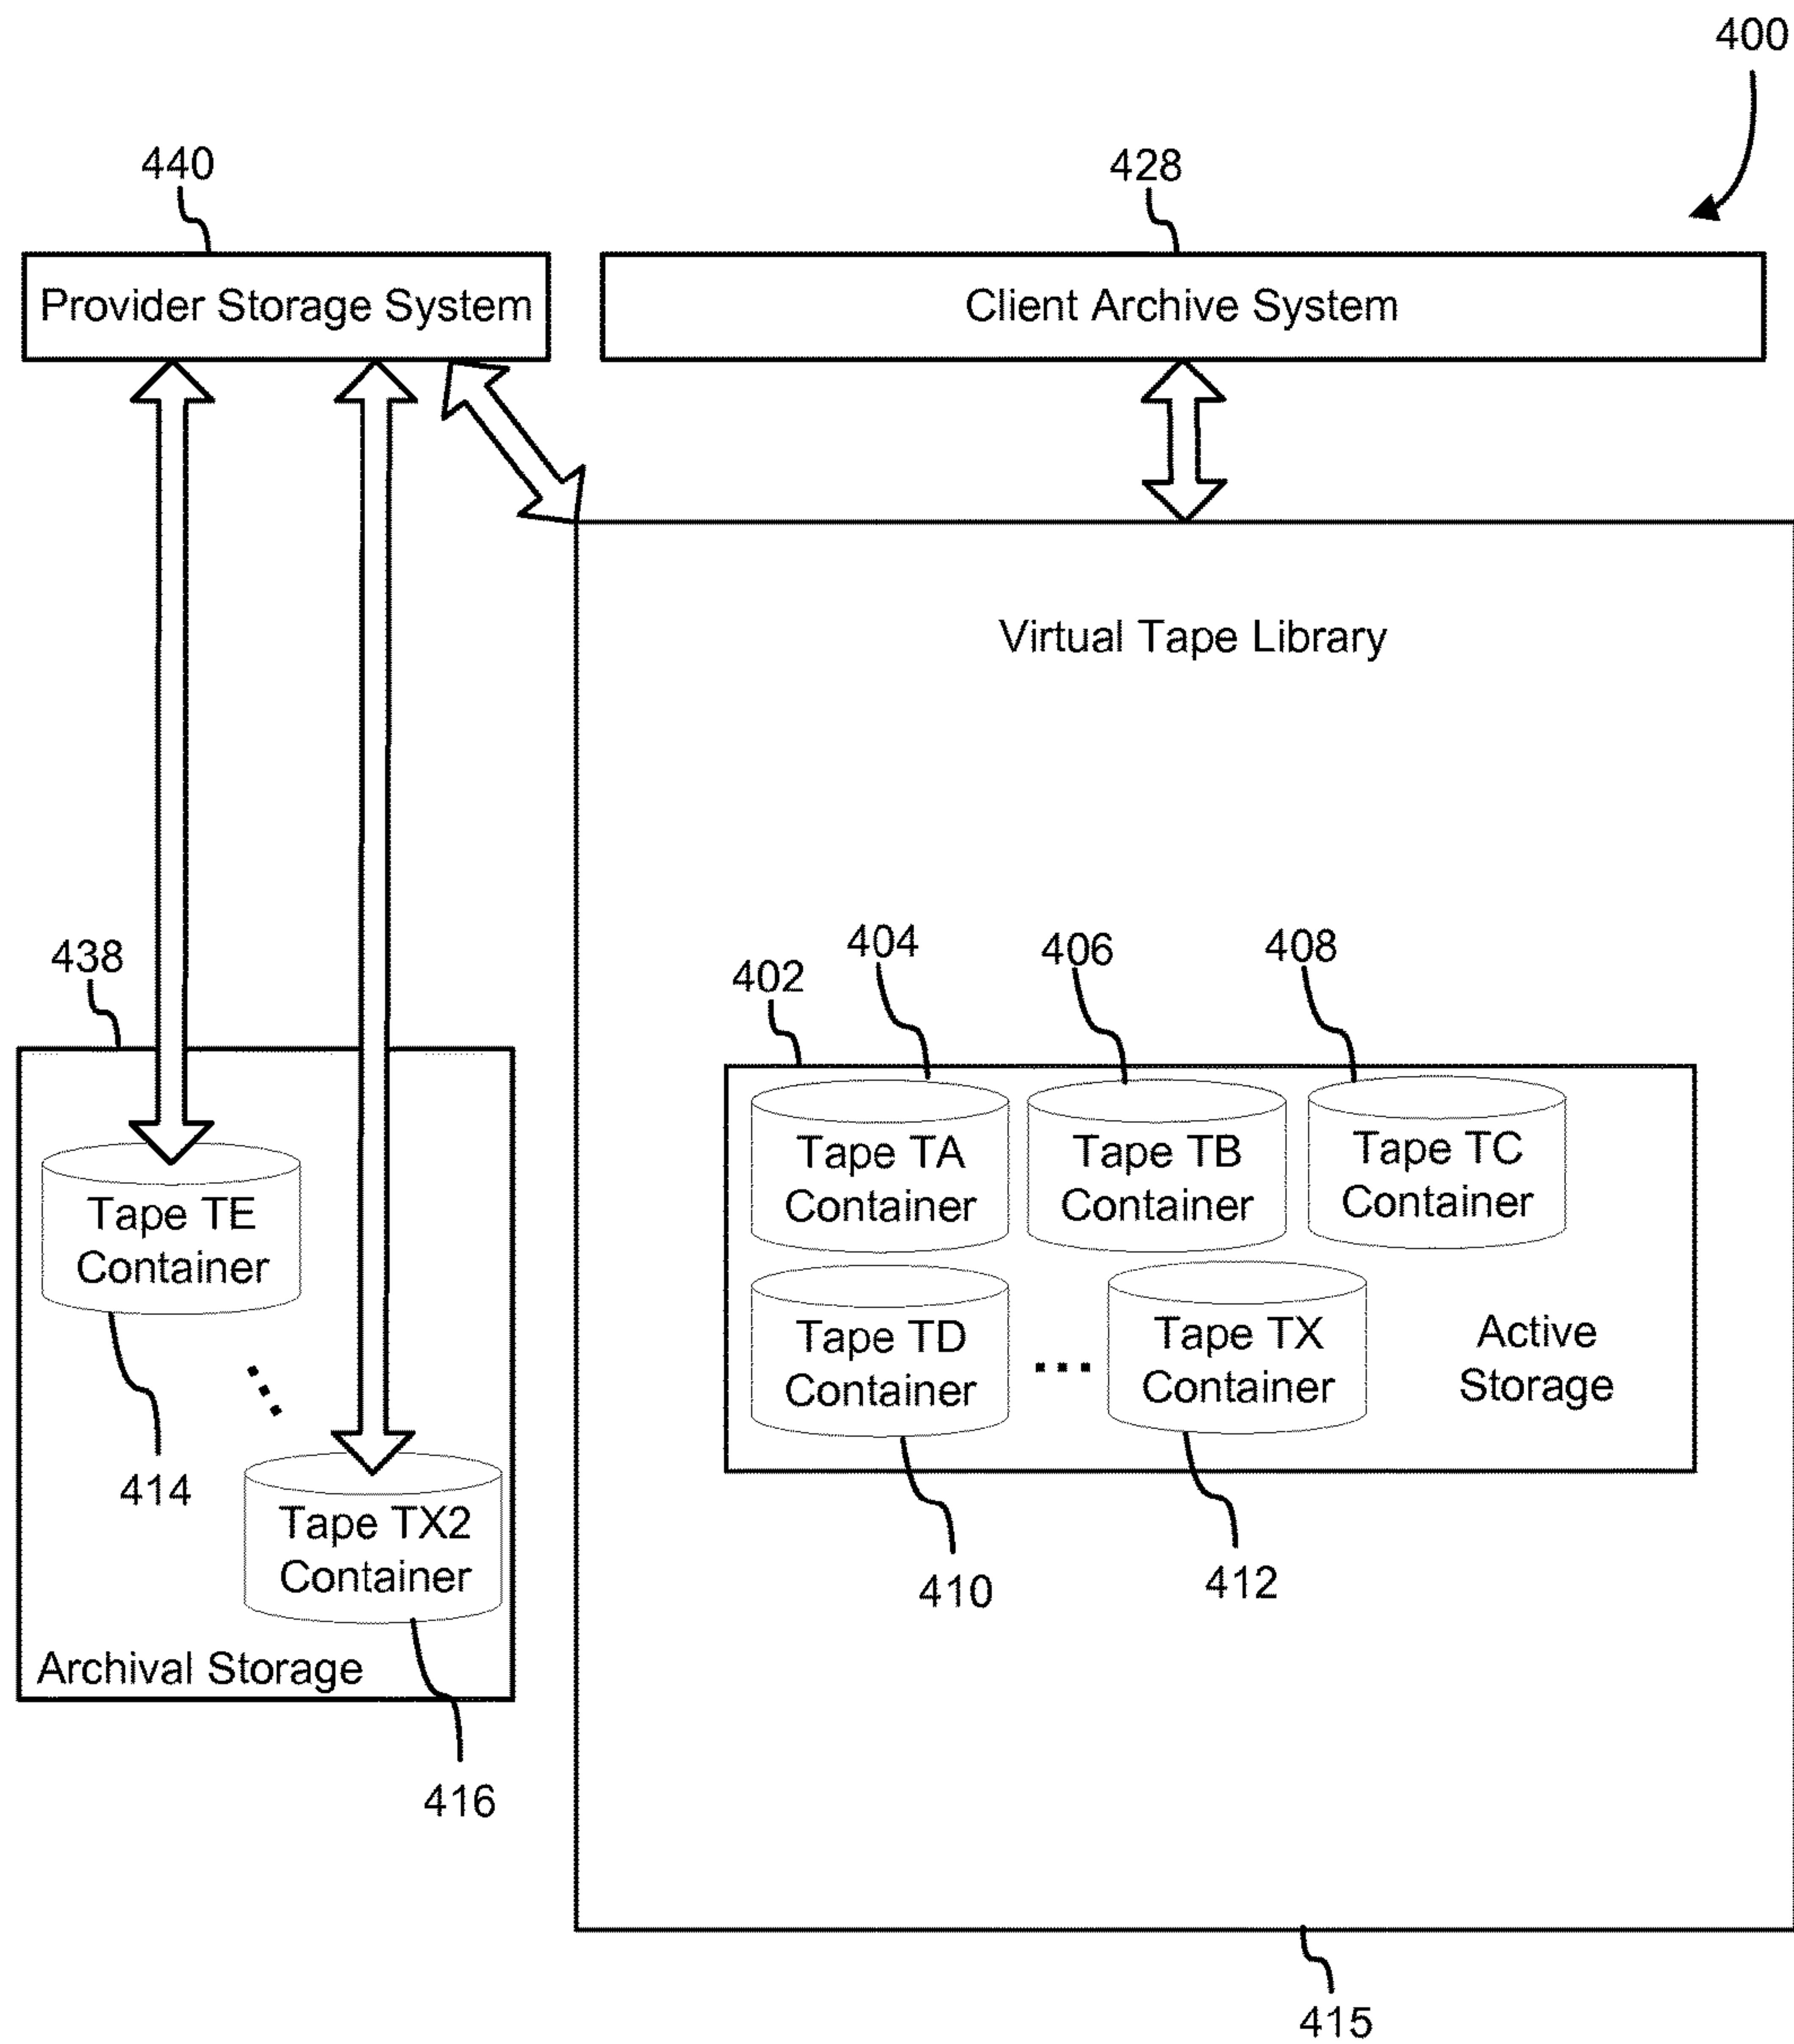 400
440
428
Provider Storage System
Client Archive System
Virtual Tape Library
438
402
404
406
408
Tape TA
Container
Tape TB
Container
Tape TC
Container
Tape TE
Container
Tape TD
Container
...
Tape TX
Container
Active
Storage
414
...
Tape TX2
Container
410
412
Archival Storage
416
415